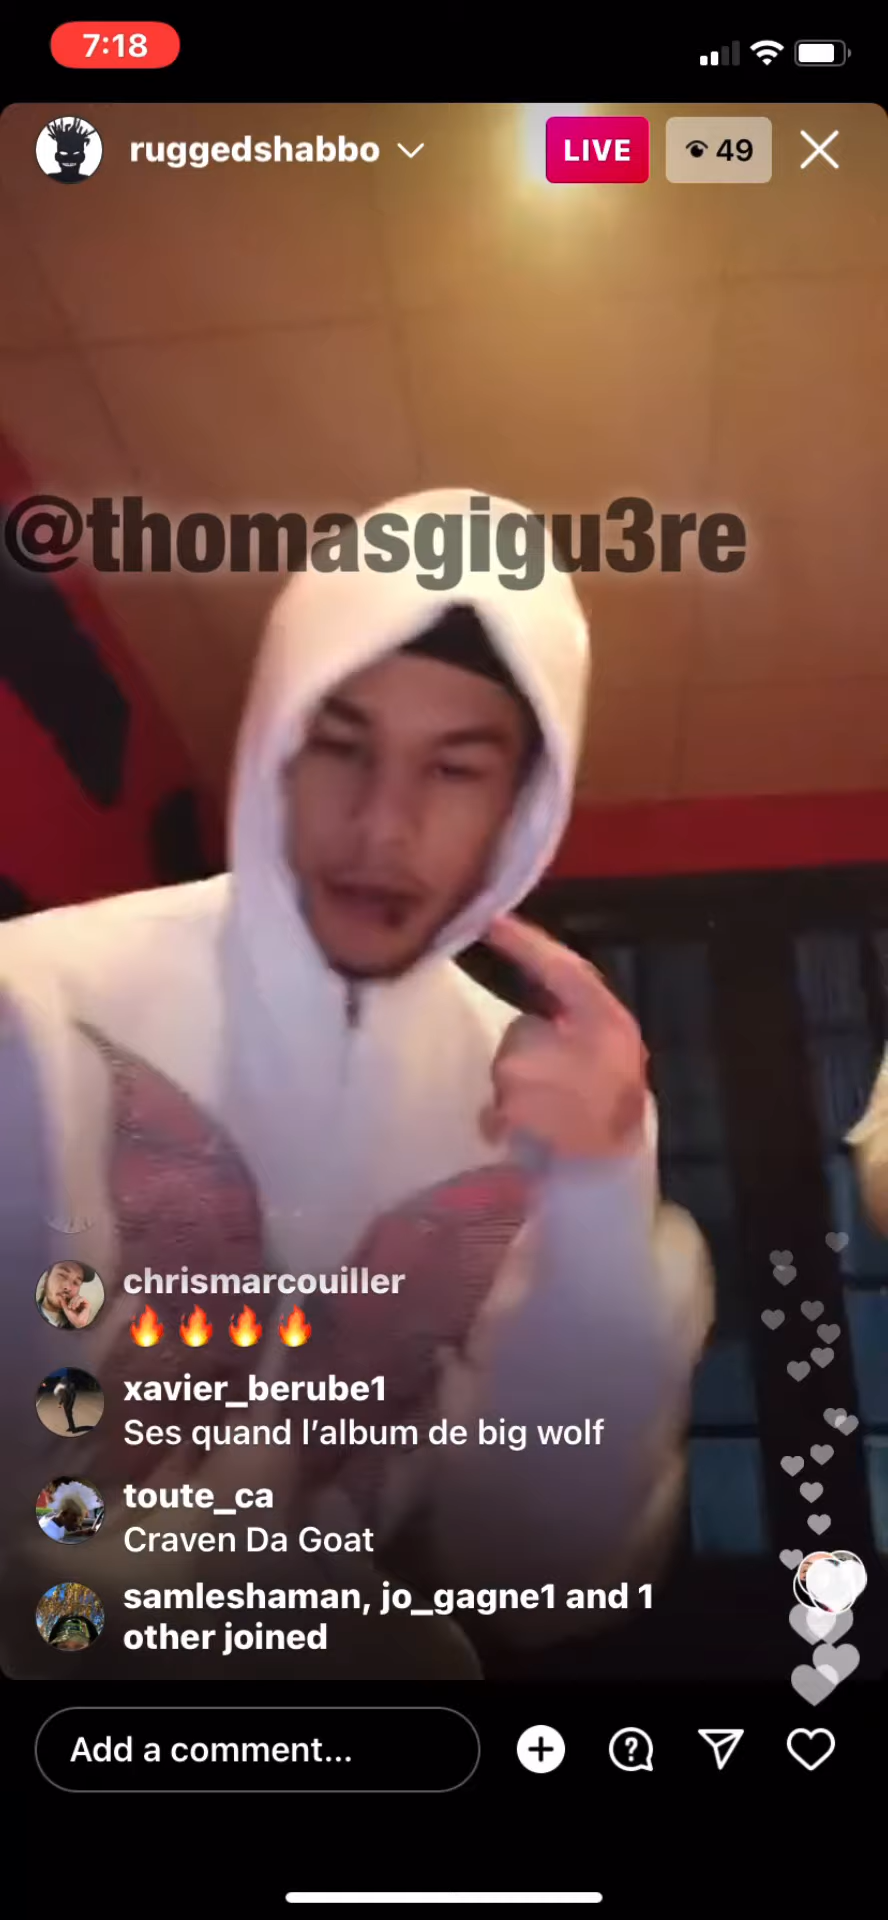 7:18
ruggedshabbo
LIVE
49
@thomasgigu3re
chrismarcouiller
🔥🔥🔥🔥
xavier_berube1
Ses quand l’album de big wolf
toute_ca
Craven Da Goat
samleshaman, jo_gagne1 and 1
other joined
Add a comment...